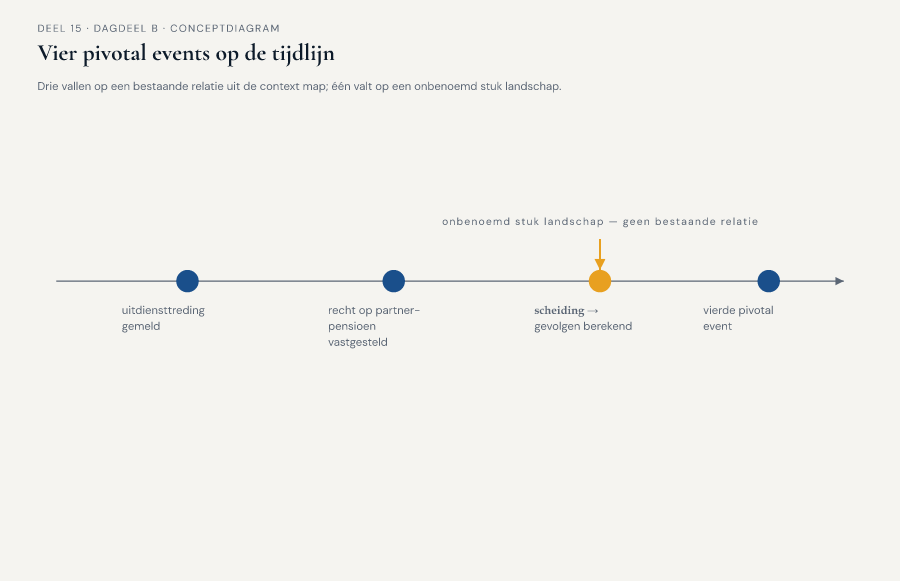 DEEL 15 · DAGDEEL B · CONCEPTDIAGRAM
Vier pivotal events op de tijdlijn
Drie vallen op een bestaande relatie uit de context map; één valt op een onbenoemd stuk landschap.
onbenoemd stuk landschap — geen bestaande relatie
uitdiensttreding
gemeld
recht op partner-
pensioen
vastgesteld
scheiding →
gevolgen berekend
vierde pivotal
event